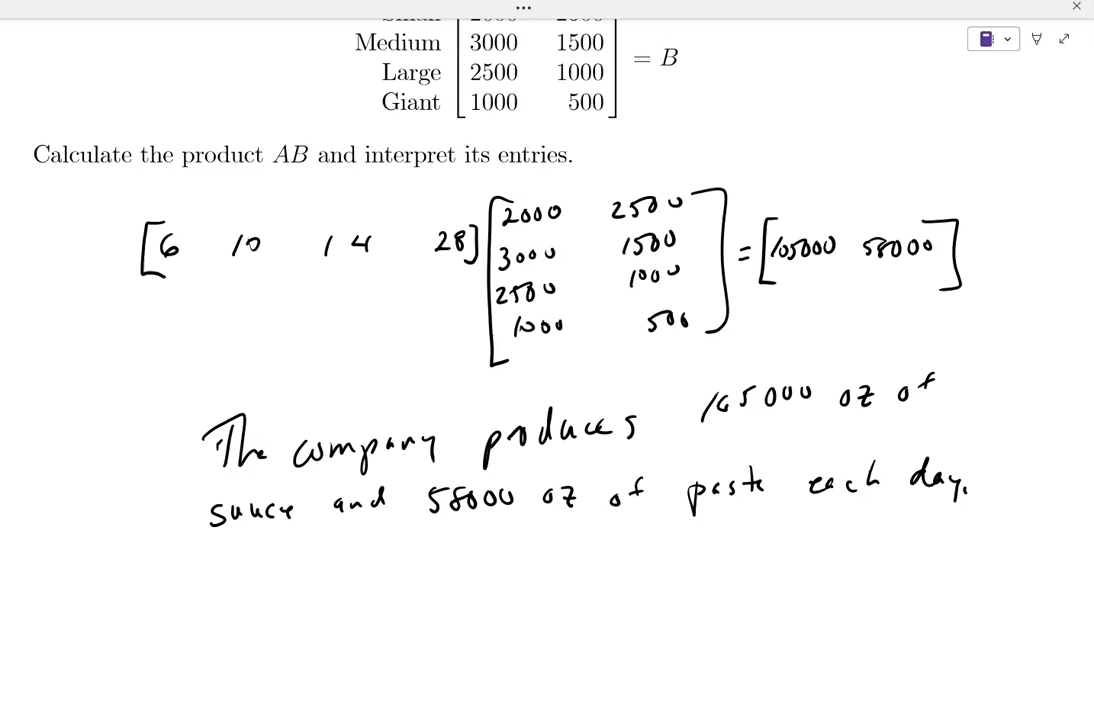 Medium 3000 1500
Large 2500 1000 = B
Giant 1000 500
Calculate the product AB and interpret its entries.
[6 10 14 28] [2000 2500
3000 1500
2500 1000
1000 500] = [105000 58000]
The company produces 105000 oz of
sauce and 58000 oz of paste each day.